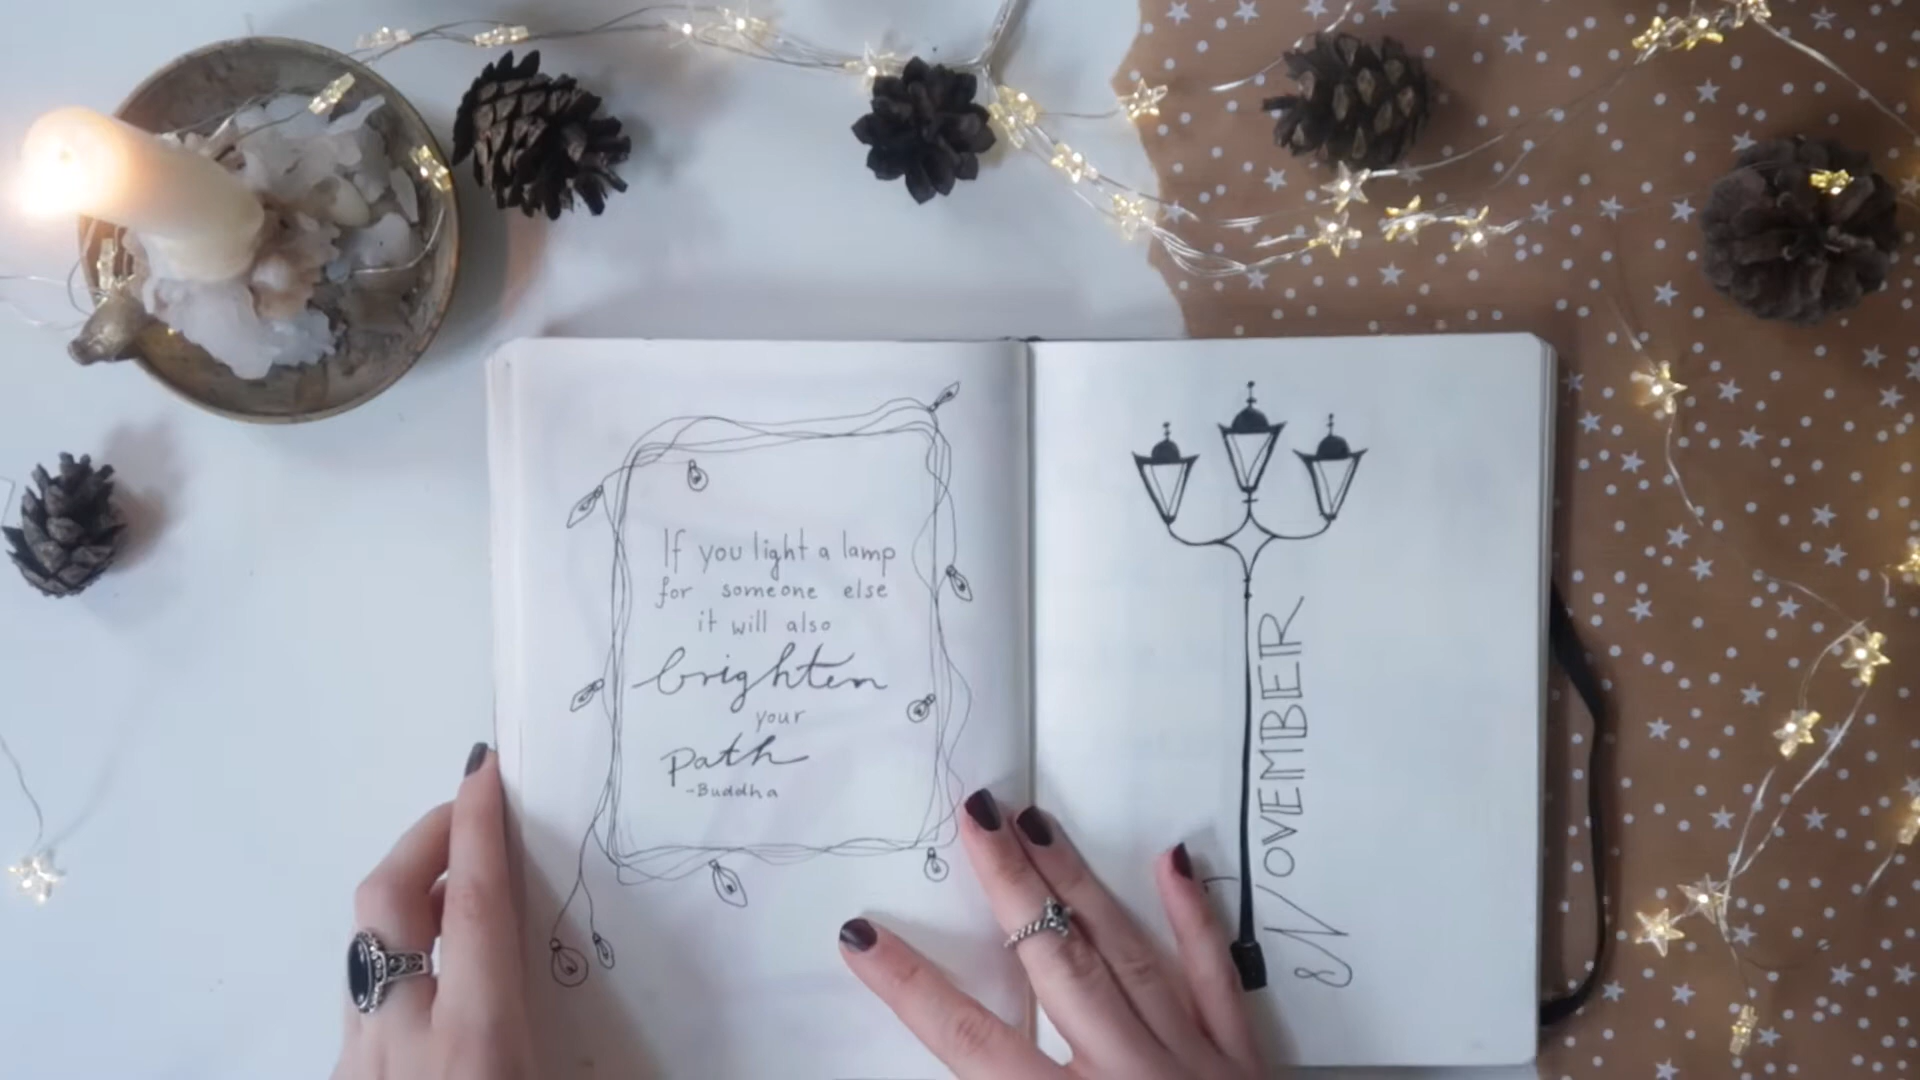 If you light a lamp
for someone else
it will also
brighten
your
path
-Buddha
NOVEMBER